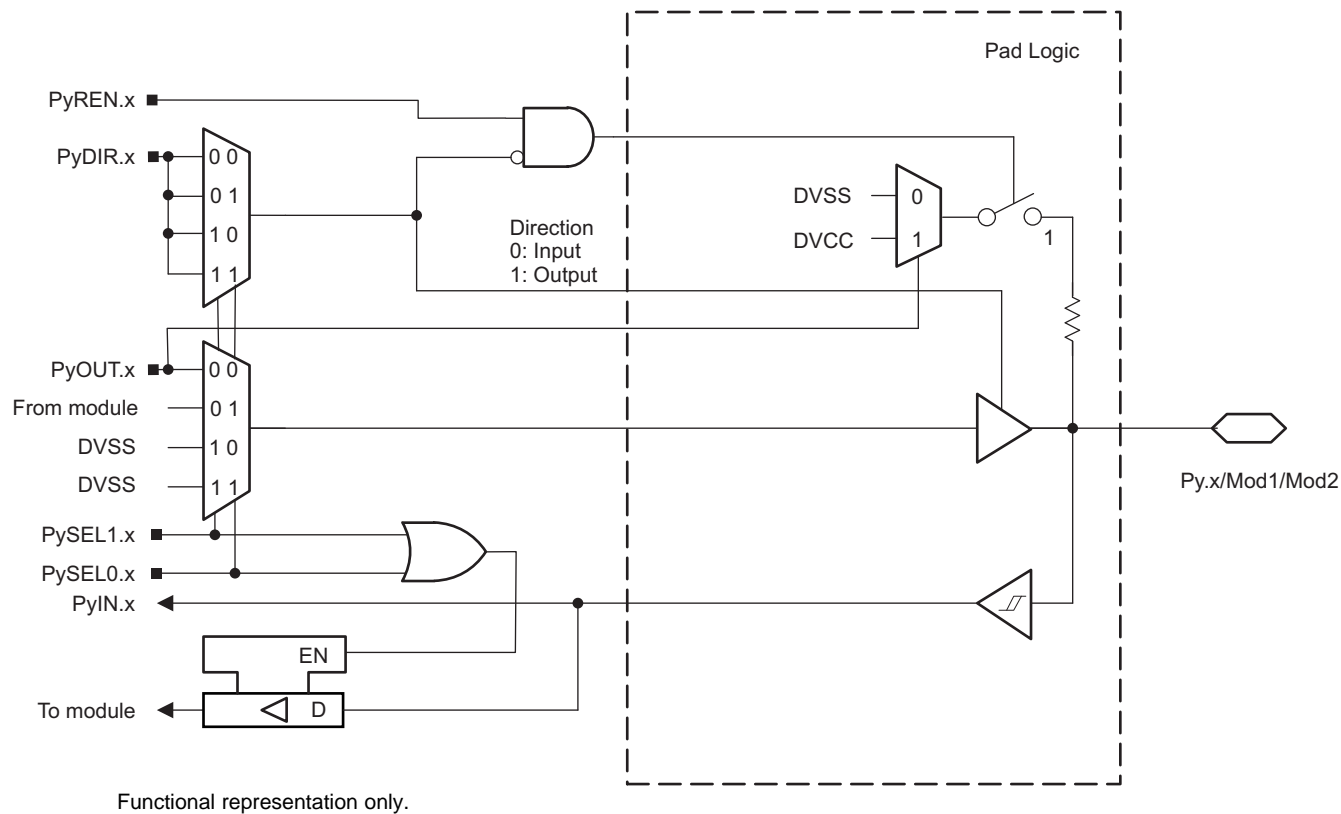 Pad Logic
PyREN.x
PyDIR.x
0 0
0 1
1 0
1 1
Direction
0: Input
1: Output
DVSS
DVCC
0
1
1
PyOUT.x
From module
DVSS
DVSS
0 0
0 1
1 0
1 1
Py.x/Mod1/Mod2
PySEL1.x
PySEL0.x
PyIN.x
EN
D
To module
Functional representation only.